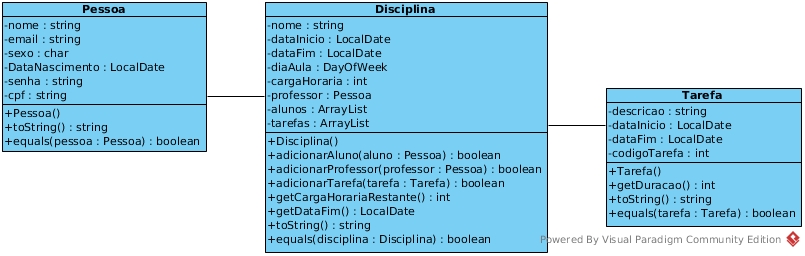 Pessoa
-nome : string
-email : string
-sexo : char
-DataNascimento : LocalDate
-senha : string
-cpf : string
+Pessoa()
+toString() : string
+equals(pessoa : Pessoa) : boolean
Disciplina
-nome : string
-dataInicio : LocalDate
-dataFim : LocalDate
-diaAula : DayOfWeek
-cargaHoraria : int
-professor : Pessoa
-alunos : ArrayList
-tarefas : ArrayList
+Disciplina()
+adicionarAluno(aluno : Pessoa) : boolean
+adicionarProfessor(professor : Pessoa) : boolean
+adicionarTarefa(tarefa : Tarefa) : boolean
+getCargaHorariaRestante() : int
+getDataFim() : LocalDate
+toString() : string
+equals(disciplina : Disciplina) : boolean
Tarefa
-descricao : string
-dataInicio : LocalDate
-dataFim : LocalDate
-codigoTarefa : int
+Tarefa()
+getDuracao() : int
+toString() : string
+equals(tarefa : Tarefa) : boolean
Powered By Visual Paradigm Community Edition